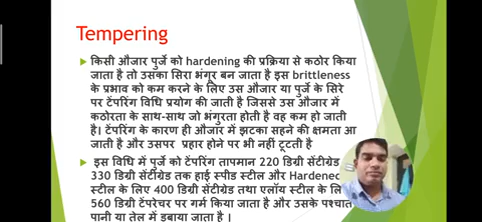 Tempering
किसी औजार पुर्जे को hardening की प्रक्रिया से कठोर किया
जाता है तो उसका सिरा भंगूर बन जाता है इस brittleness
के प्रभाव को कम करने के लिए उस औजार या पुर्जे के सिरे
पर टेंपरिंग विधि प्रयोग की जाती है जिससे उस औजार में
कठोरता के साथ-साथ जो भंगुरता होती है वह कम हो जाती
है। टेंपरिंग के कारण ही औजार में झटका सहने की क्षमता आ
जाती है और उसपर प्रहार होने पर भी नहीं टूटती है
इस विधि में पुर्जे को टेंपरिंग तापमान 220 डिग्री सेंटीग्रेड
330 डिग्री सेंटीग्रेड तक हाई स्पीड स्टील और Hardened
स्टील के लिए 400 डिग्री सेंटीग्रेड तथा एलॉय स्टील के
560 डिग्री टेंपरेचर पर गर्म किया जाता है और उसके पश्चात
पानी या तेल में डुबाया जाता है ।